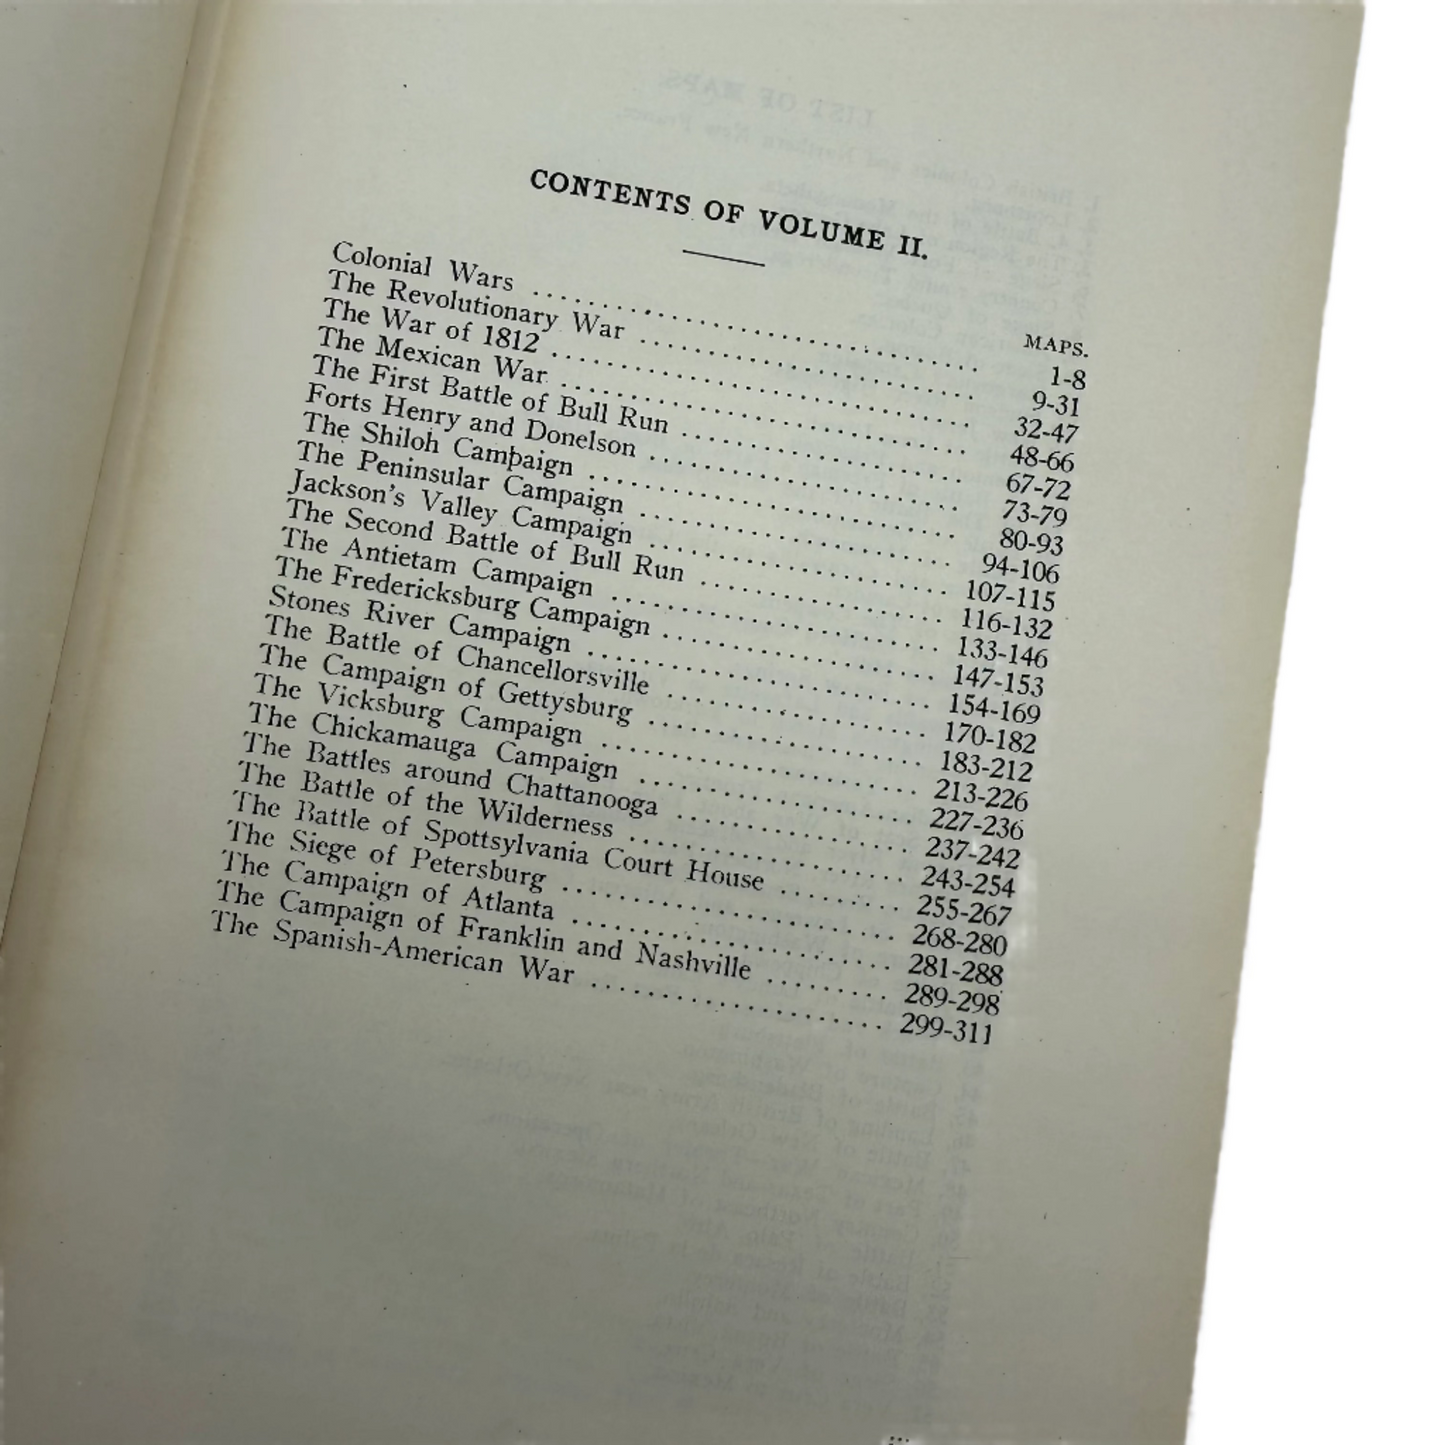 CONTENTS OF VOLUME II.
MAPS.
Colonial Wars .............................. 1-8
The Revolutionary War .............................. 9-31
The War of 1812 .............................. 32-47
The Mexican War .............................. 48-66
The First Battle of Bull Run .............................. 67-72
Forts Henry and Donelson .............................. 73-79
The Shiloh Campaign .............................. 80-93
The Peninsular Campaign .............................. 94-106
Jackson's Valley Campaign .............................. 107-115
The Second Battle of Bull Run .............................. 116-132
The Antietam Campaign .............................. 133-146
The Fredericksburg Campaign .............................. 147-153
Stones River Campaign .............................. 154-169
The Battle of Chancellorsville .............................. 170-182
The Campaign of Gettysburg .............................. 183-212
The Vicksburg Campaign .............................. 213-226
The Chickamauga Campaign .............................. 227-236
The Battles around Chattanooga .............................. 237-242
The Battle of the Wilderness .............................. 243-254
The Battle of Spottsylvania Court House ......... 255-267
The Siege of Petersburg .............................. 268-280
The Campaign of Atlanta .............................. 281-288
The Campaign of Franklin and Nashville ......... 289-298
The Spanish-American War .............................. 299-311